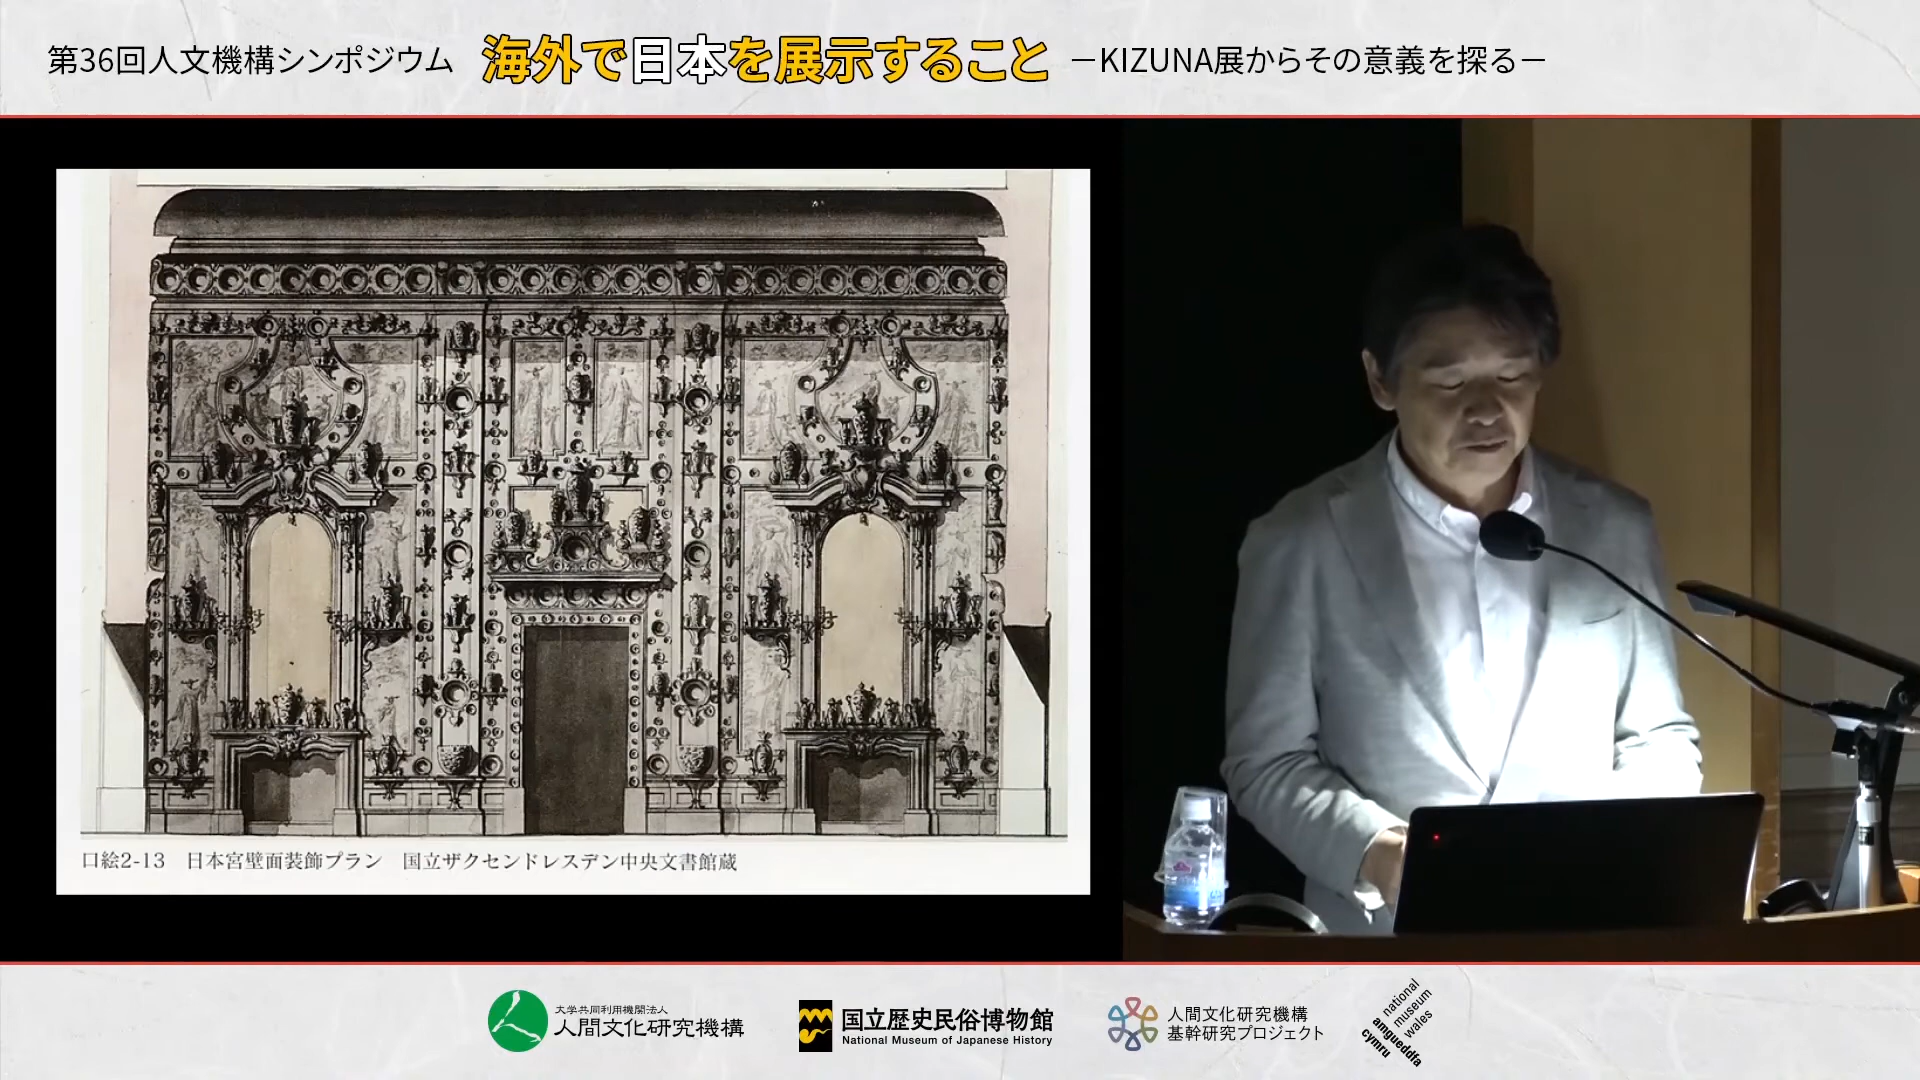 第36回人文機構シンポジウム 海外で日本を展示すること －KIZUNA展からその意義を探る－
口絵2-13 日本宮壁面装飾プラン 国立ザクセンドレスデン中央文書館蔵
大学共同利用機関法人
人間文化研究機構
国立歴史民俗博物館
National Museum of Japanese History
人間文化研究機構
基幹研究プロジェクト
national
museum
wales
amgueddfa
cymru